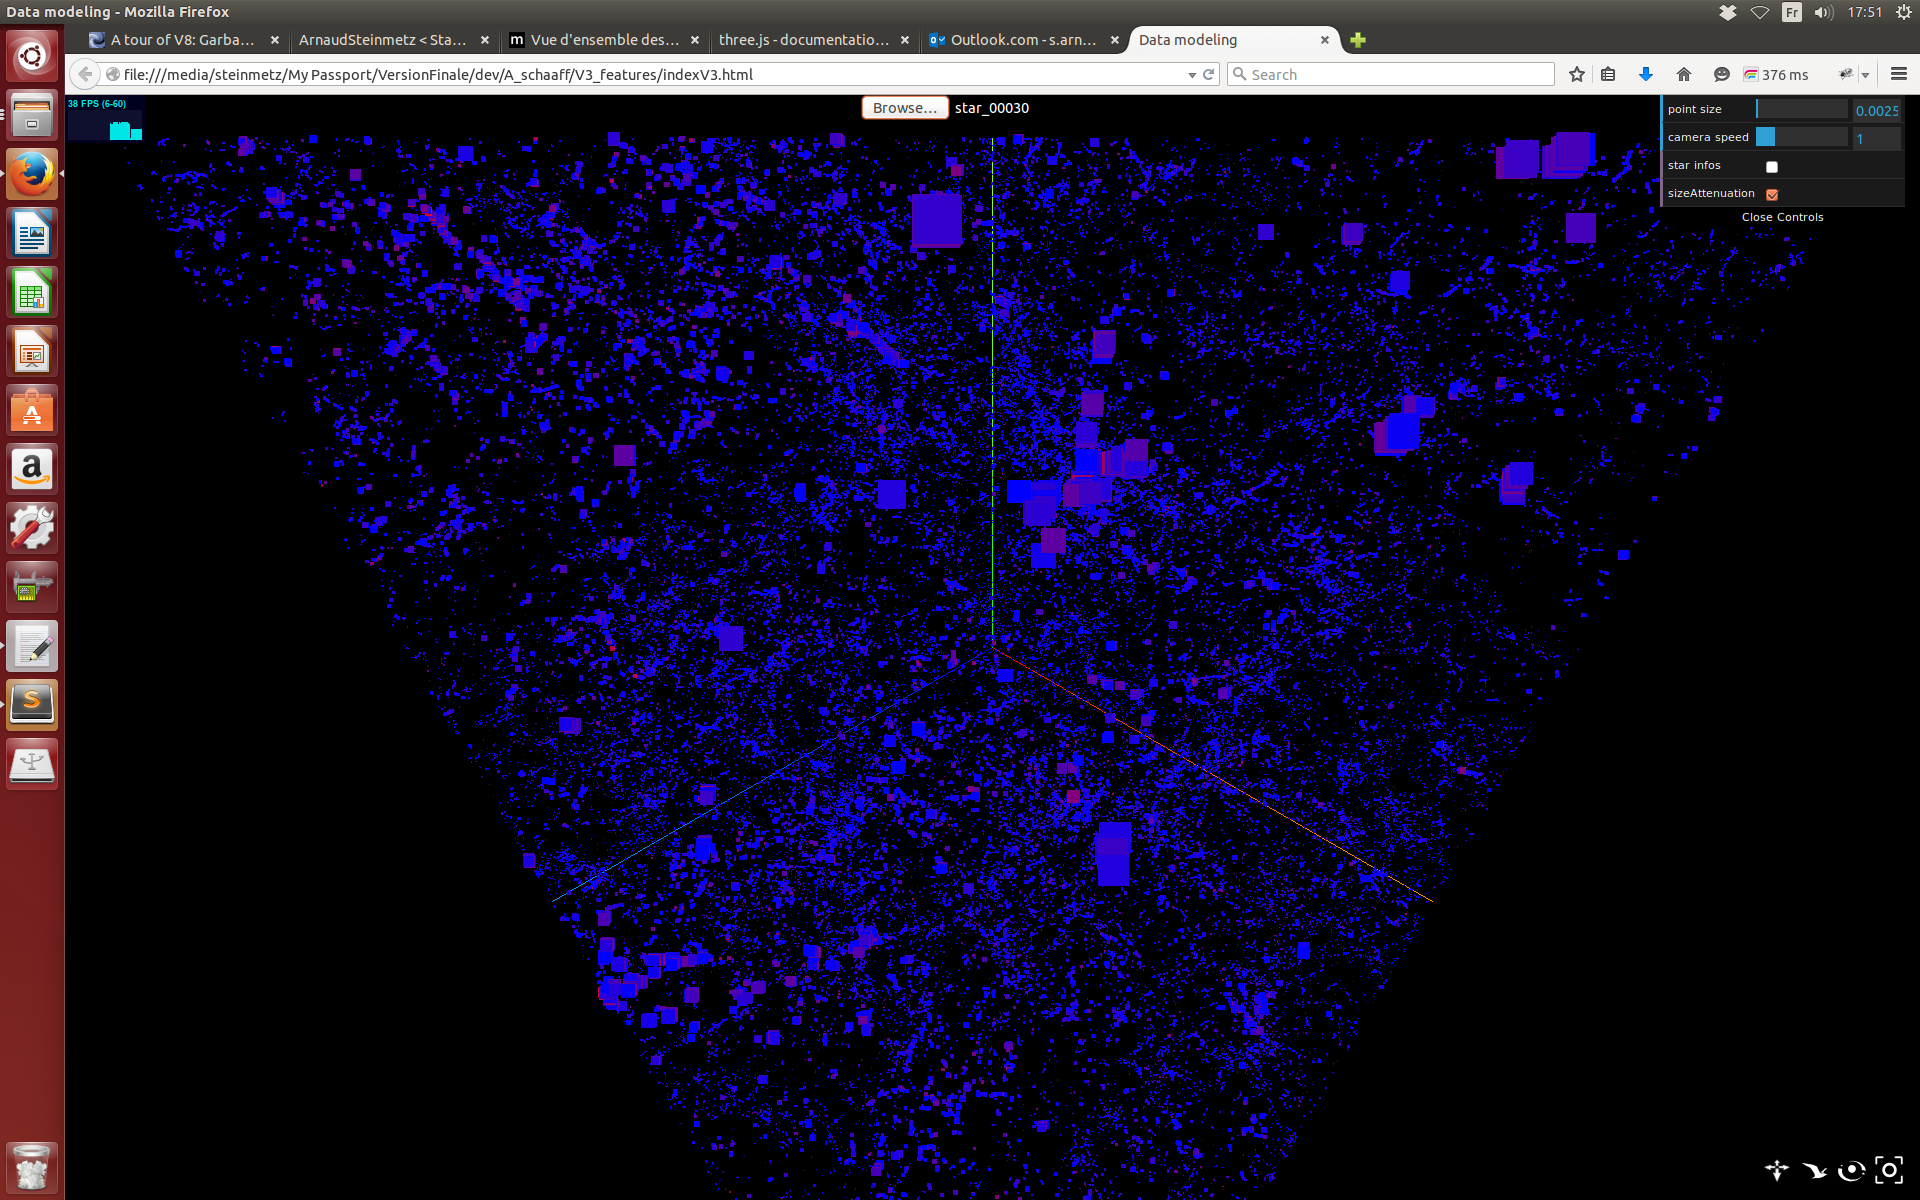 Data modeling - Mozilla Firefox
Fr
17:51
A tour of V8: Garba...
ArnaudSteinmetz < Sta...
m
Vue d'ensemble des...
three.js - documentatio...
Outlook.com - s.arn...
Data modeling
file:///media/steinmetz/My Passport/VersionFinale/dev/A_schaaff/V3_features/indexV3.html
Search
376 ms
38 FPS (6-60)
Browse...
star_00030
point size
0.0025
camera speed
1
star infos
sizeAttenuation
Close Controls
a
S